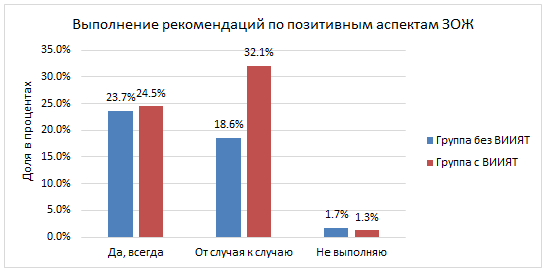 Выполнение рекомендаций по позитивным аспектам ЗОЖ
Доля в процентах
35.0%
30.0%
25.0%
20.0%
15.0%
10.0%
5.0%
0.0%
23.7%
24.5%
18.6%
32.1%
1.7%
1.3%
Да, всегда
От случая к случаю
Не выполняю
Группа без ВИИЯТ
Группа с ВИИЯТ